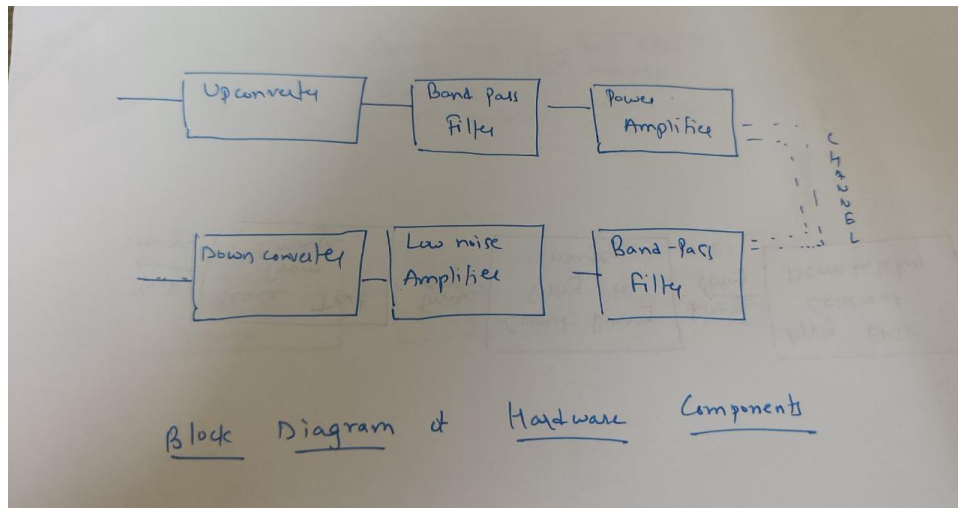 Upconverter
Band Pass
Filter
Power
Amplifier
CHANNEL
Down converter
Low noise
Amplifier
Band-Pass
Filter
Block Diagram of Hardware Components